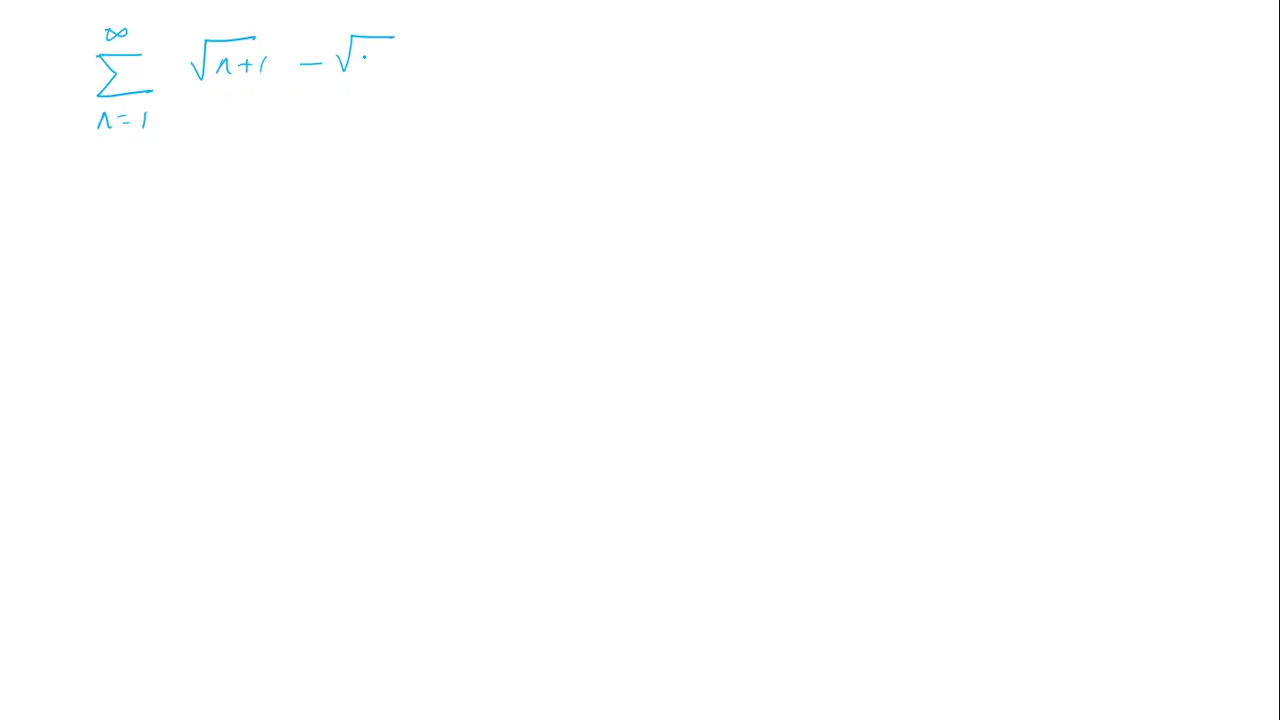 ∞
∑ √n+1 − √
n=1